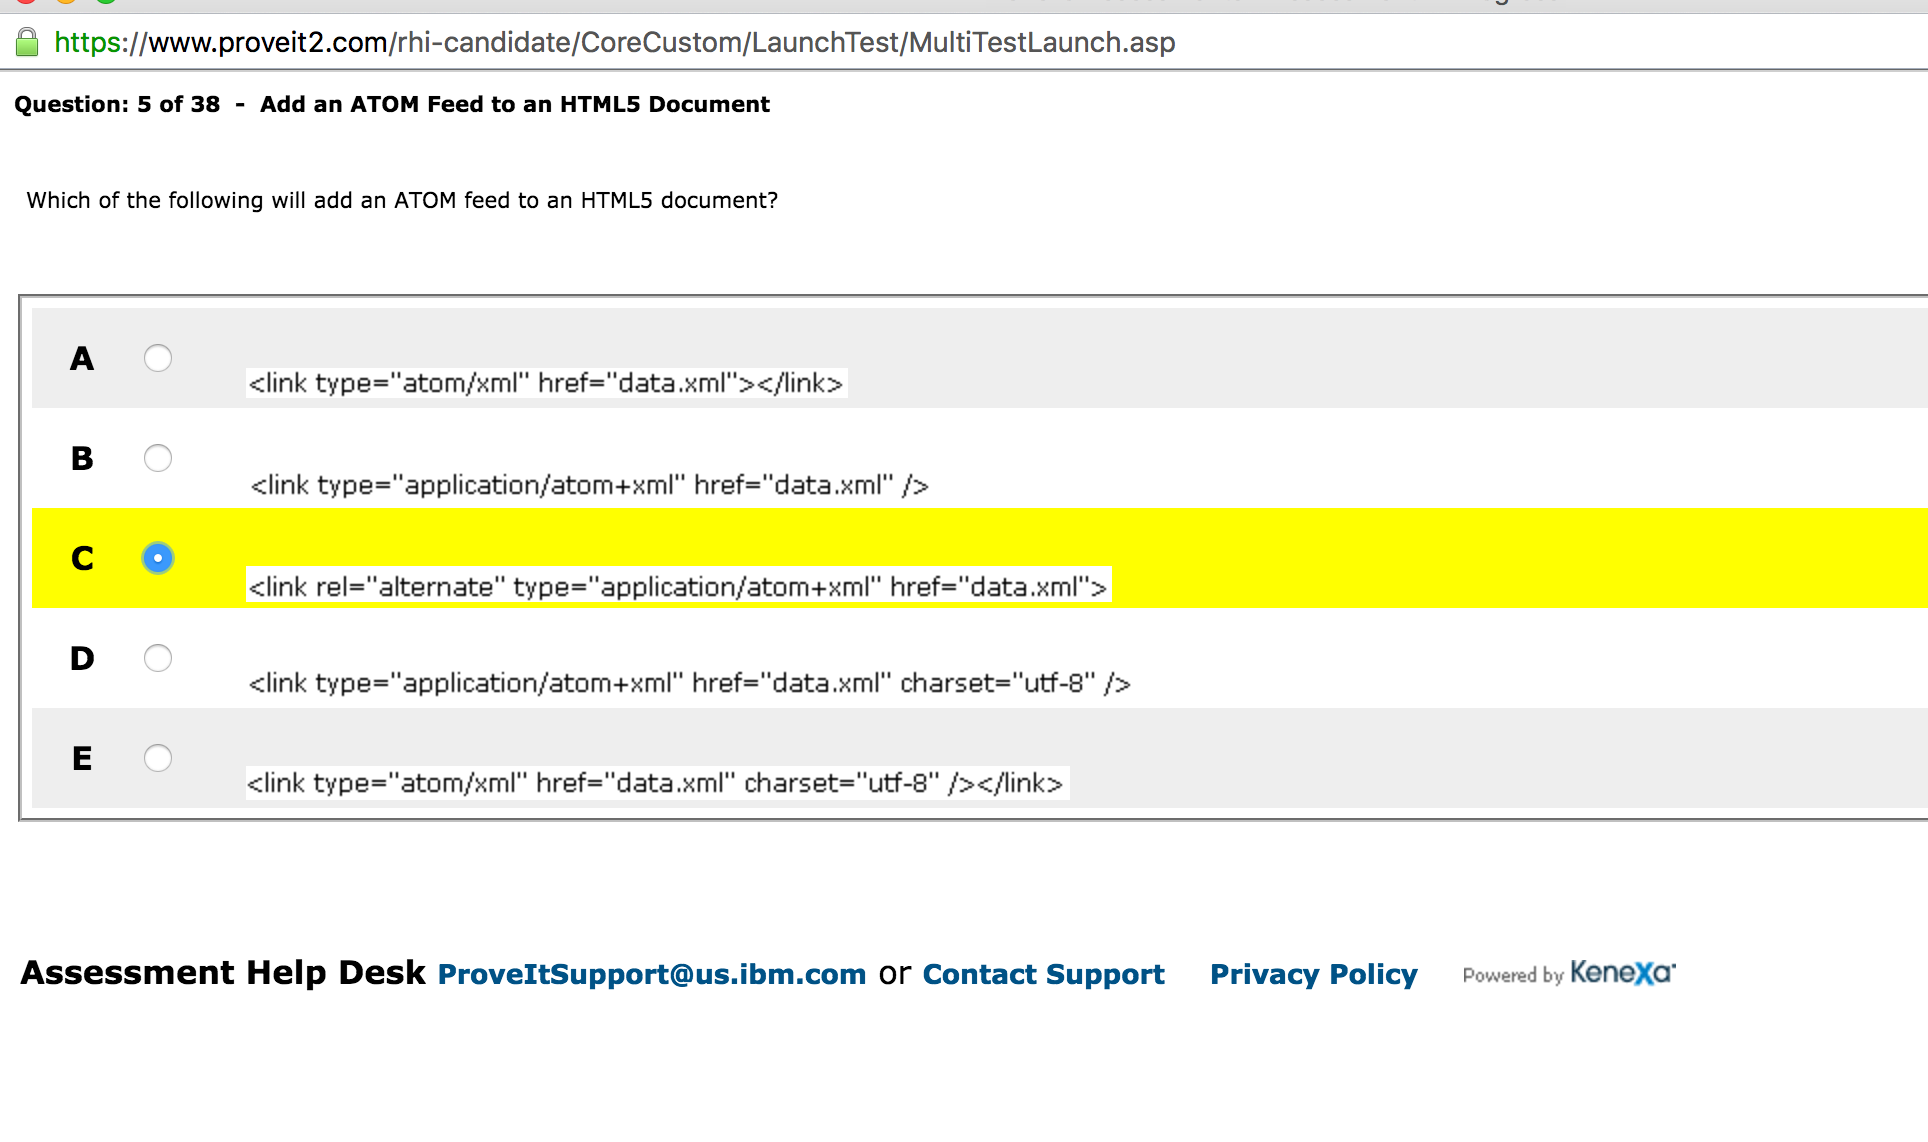 https://www.proveit2.com/rhi-candidate/CoreCustom/LaunchTest/MultiTestLaunch.asp
Question: 5 of 38 - Add an ATOM Feed to an HTML5 Document
Which of the following will add an ATOM feed to an HTML5 document?
A
<link type="atom/xml" href="data.xml"></link>
B
<link type="application/atom+xml" href="data.xml" />
C
<link rel="alternate" type="application/atom+xml" href="data.xml">
D
<link type="application/atom+xml" href="data.xml" charset="utf-8" />
E
<link type="atom/xml" href="data.xml" charset="utf-8" /></link>
Assessment Help Desk ProveItSupport@us.ibm.com or Contact Support Privacy Policy Powered by Kenexa